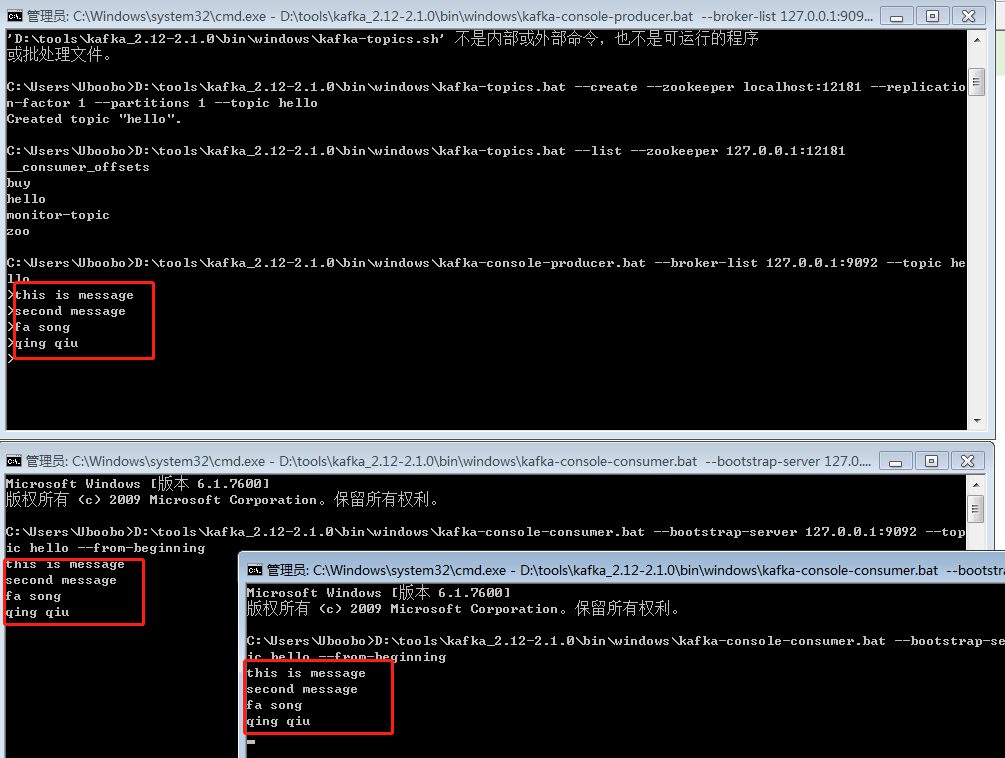 管理员: C:\Windows\system32\cmd.exe - D:\tools\kafka_2.12-2.1.0\bin\windows\kafka-console-producer.bat --broker-list 127.0.0.1:909...
'D:\tools\kafka_2.12-2.1.0\bin\windows\kafka-topics.sh' 不是内部或外部命令，也不是可运行的程序
或批处理文件。
C:\Users\Uboobo>D:\tools\kafka_2.12-2.1.0\bin\windows\kafka-topics.bat --create --zookeeper localhost:12181 --replicatio
n-factor 1 --partitions 1 --topic hello
Created topic "hello".
C:\Users\Uboobo>D:\tools\kafka_2.12-2.1.0\bin\windows\kafka-topics.bat --list --zookeeper 127.0.0.1:12181
__consumer_offsets
buy
hello
monitor-topic
zoo
C:\Users\Uboobo>D:\tools\kafka_2.12-2.1.0\bin\windows\kafka-console-producer.bat --broker-list 127.0.0.1:9092 --topic he
llo
>this is message
>second message
>fa song
>qing qiu
>
管理员: C:\Windows\system32\cmd.exe - D:\tools\kafka_2.12-2.1.0\bin\windows\kafka-console-consumer.bat --bootstrap-server 127.0....
Microsoft Windows [版本 6.1.7600]
版权所有 (c) 2009 Microsoft Corporation。保留所有权利。
C:\Users\Uboobo>D:\tools\kafka_2.12-2.1.0\bin\windows\kafka-console-consumer.bat --bootstrap-server 127.0.0.1:9092 --top
ic hello --from-beginning
this is message
second message
fa song
qing qiu
管理员: C:\Windows\system32\cmd.exe - D:\tools\kafka_2.12-2.1.0\bin\windows\kafka-console-consumer.bat --bootstra
Microsoft Windows [版本 6.1.7600]
版权所有 (c) 2009 Microsoft Corporation。保留所有权利。
C:\Users\Uboobo>D:\tools\kafka_2.12-2.1.0\bin\windows\kafka-console-consumer.bat --bootstrap-se
ic hello --from-beginning
this is message
second message
fa song
qing qiu